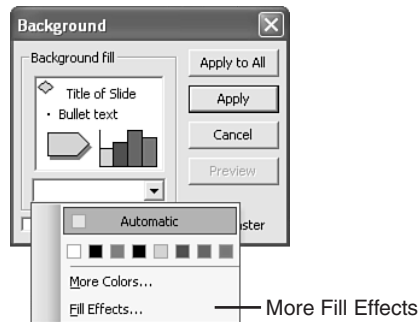 Background
Background fill
Title of Slide
• Bullet text
Apply to All
Apply
Cancel
Preview
Automatic
aster
More Colors...
Fill Effects...
More Fill Effects